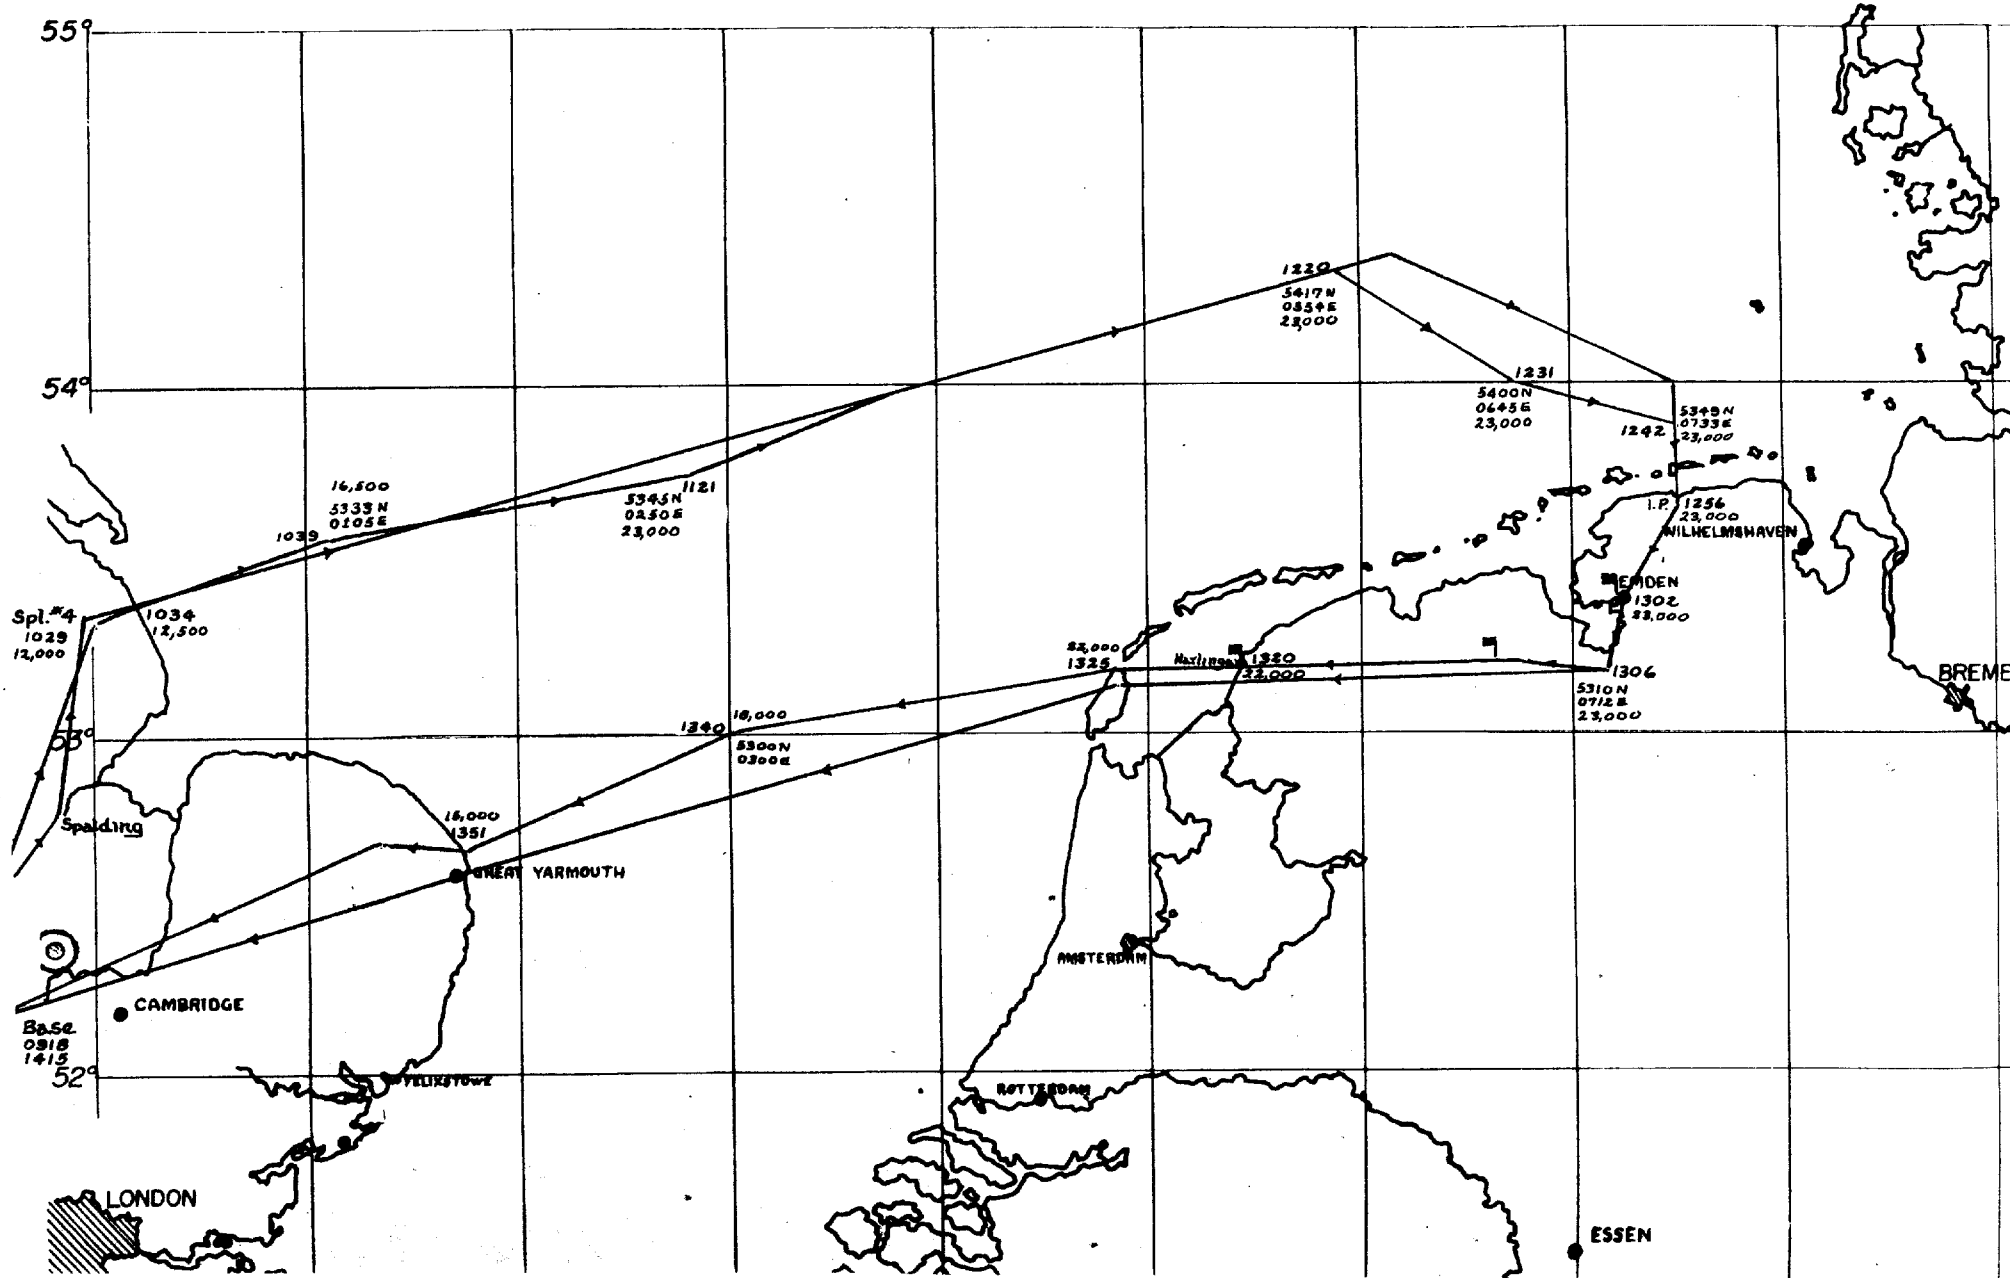 55°
1220
5417N
0554E
23,000
54°
1231
5400N
0645E
23,000
5349N
0733E
23,000
1242
16,500
5333N
0105E
1039
1121
5345N
0250E
23,000
I.P.
1256
23,000
WILHELMSHAVEN
EMDEN
1302
23,000
Spl.#4
1029
12,000
1034
12,500
22,000
1325
Harlingen
1320
22,000
1306
5310N
0712E
23,000
BREME
53°
18,000
1340
5300N
0300E
15,000
1351
Spalding
GREAT YARMOUTH
AMSTERDAM
CAMBRIDGE
Base
0918
1415
52°
FELIXSTOWE
ROTTERDAM
LONDON
ESSEN